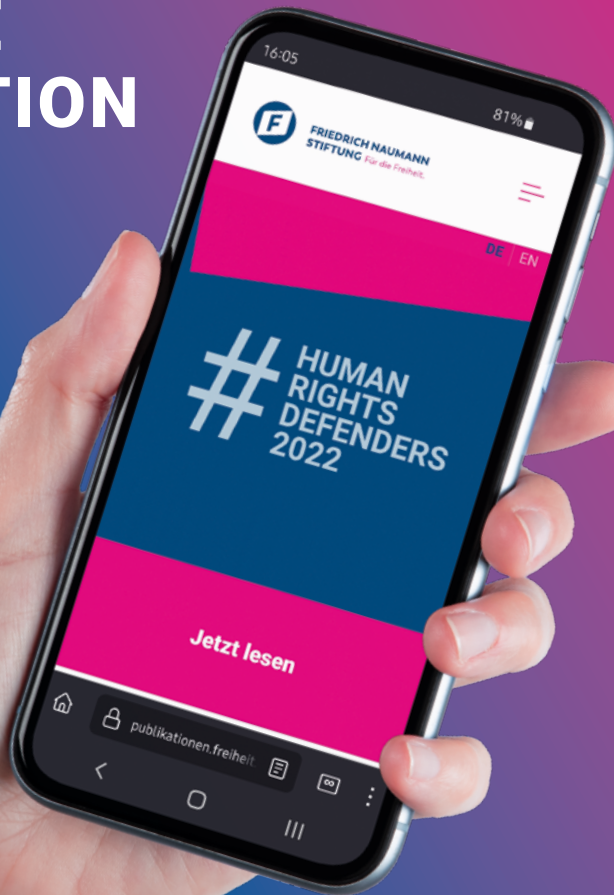 TION
16:05
81%
F
FRIEDRICH NAUMANN
STIFTUNG Für die Freiheit.
DE | EN
#
HUMAN
RIGHTS
DEFENDERS
2022
Jetzt lesen
publikationen.freiheit